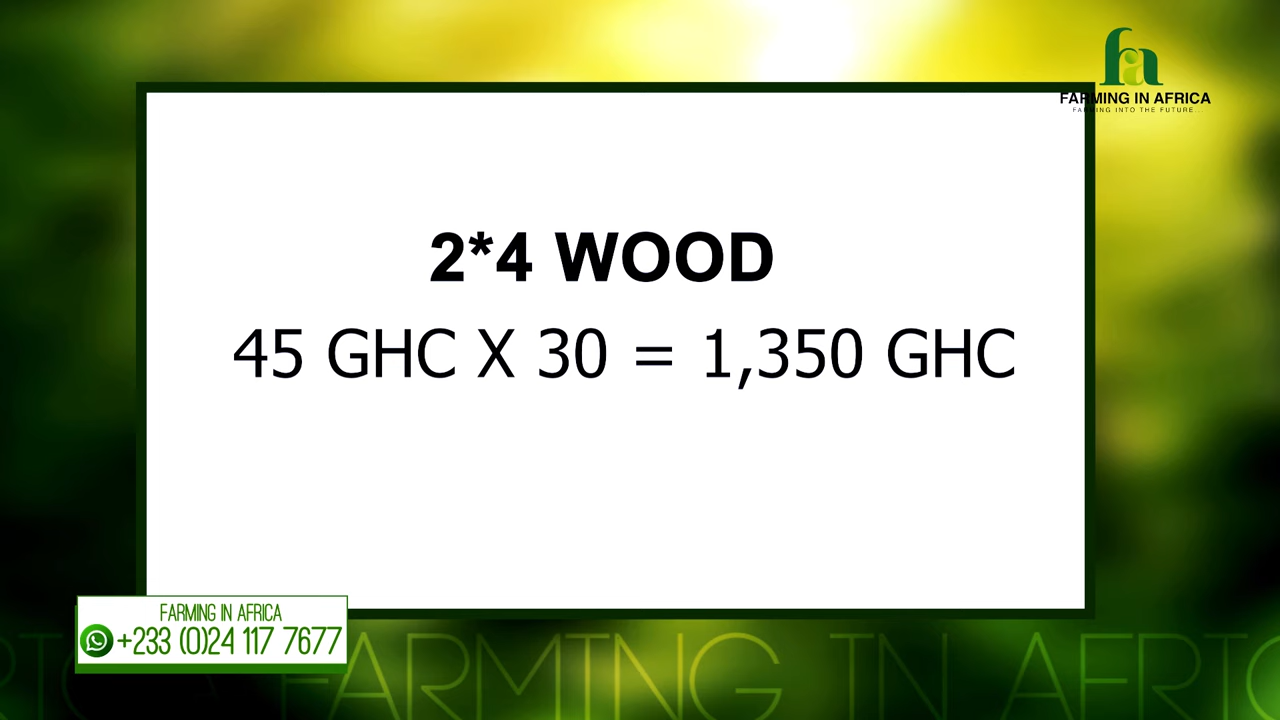 FARMING IN AFRICA
FARMING INTO THE FUTURE...
2*4 WOOD
45 GHC X 30 = 1,350 GHC
FARMING IN AFRICA
+233 (0)24 117 7677
FARMING IN AFRIC